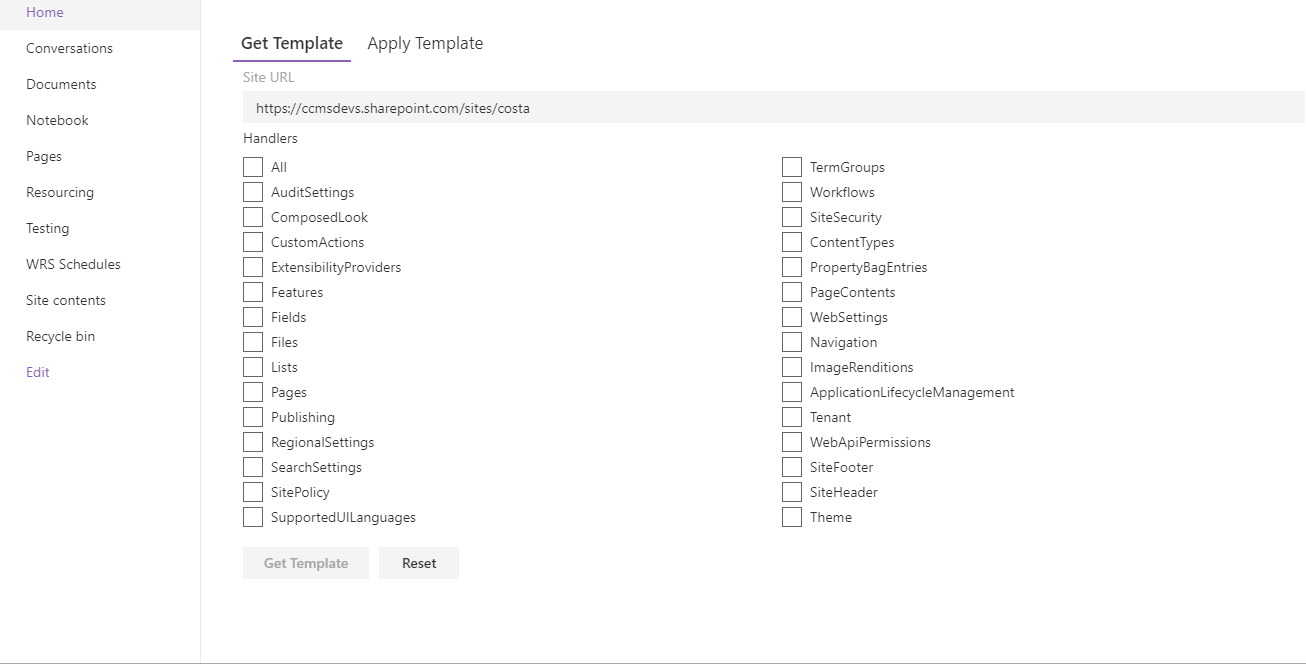 Home
Conversations
Documents
Notebook
Pages
Resourcing
Testing
WRS Schedules
Site contents
Recycle bin
Edit
Get Template
Apply Template
Site URL
https://ccmsdevs.sharepoint.com/sites/costa
Handlers
All
AuditSettings
ComposedLook
CustomActions
ExtensibilityProviders
Features
Fields
Files
Lists
Pages
Publishing
RegionalSettings
SearchSettings
SitePolicy
SupportedUILanguages
TermGroups
Workflows
SiteSecurity
ContentTypes
PropertyBagEntries
PageContents
WebSettings
Navigation
ImageRenditions
ApplicationLifecycleManagement
Tenant
WebApiPermissions
SiteFooter
SiteHeader
Theme
Get Template
Reset